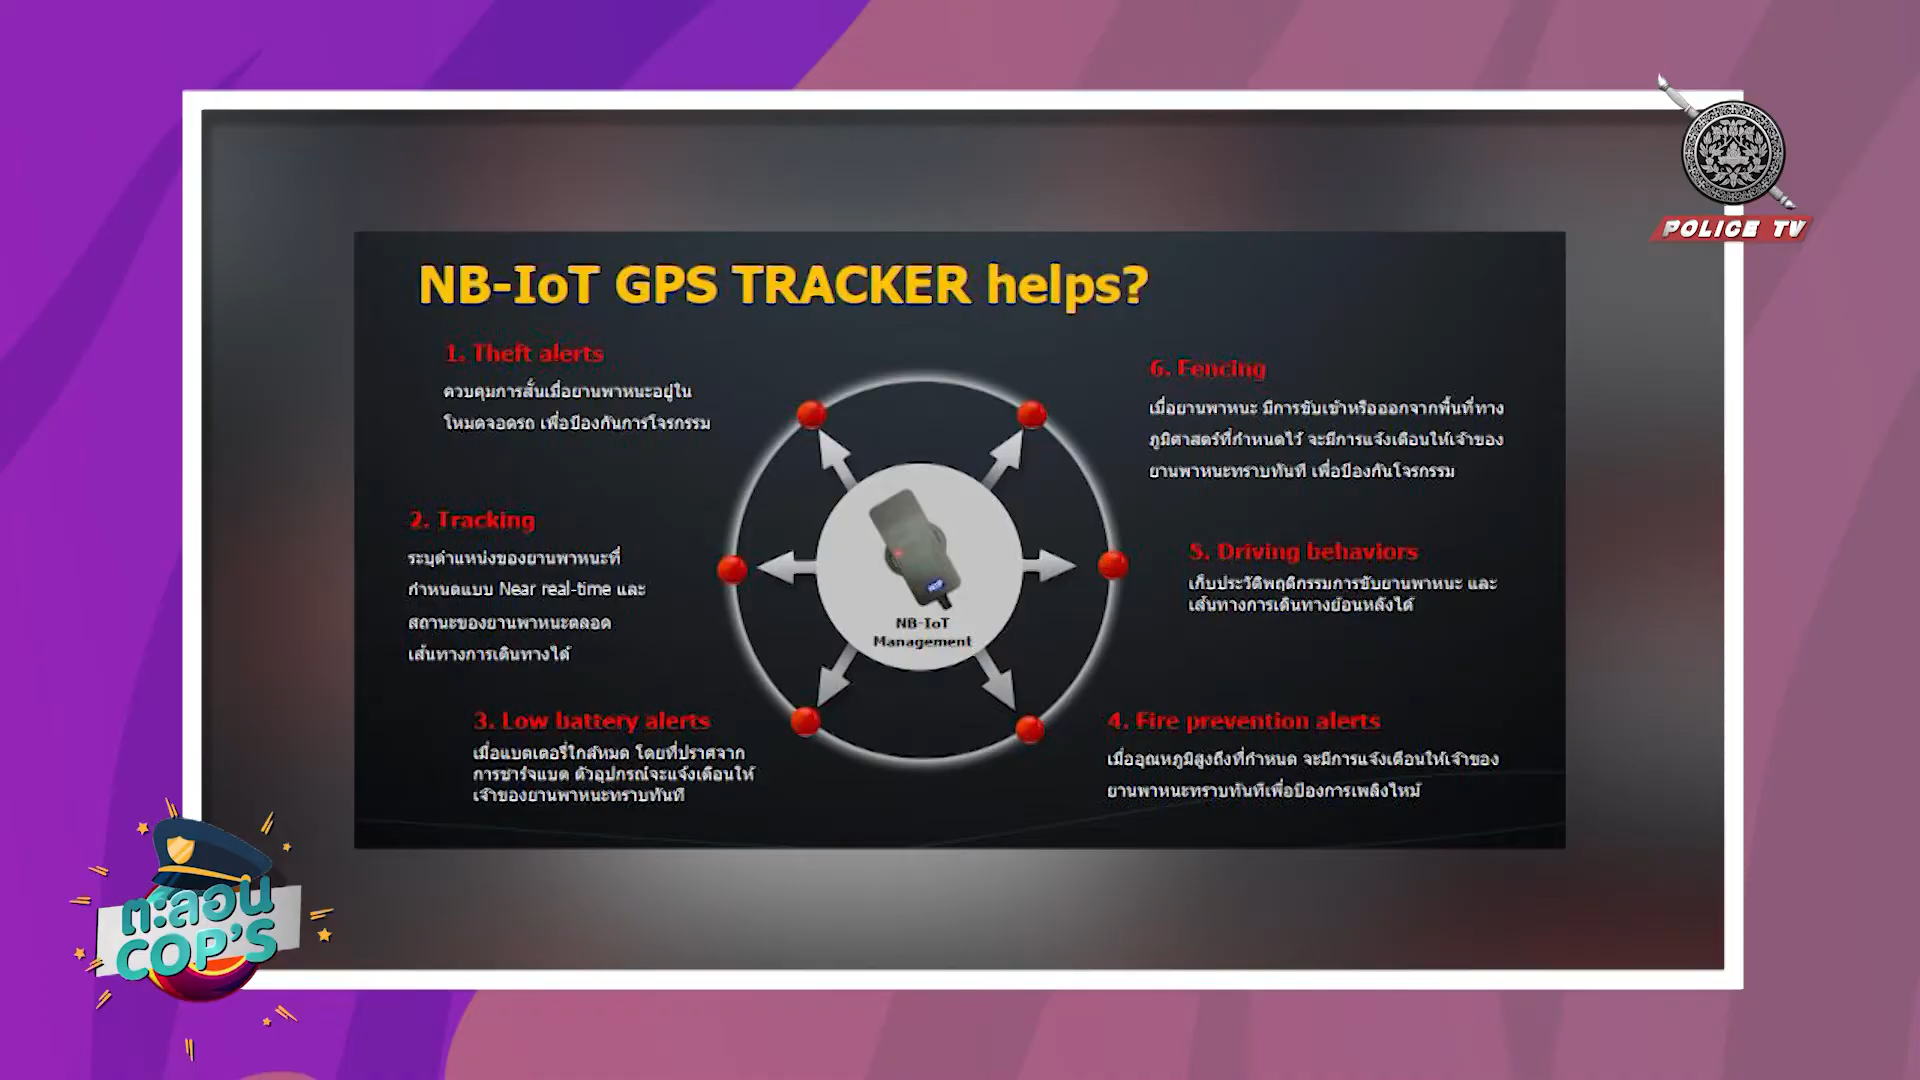 POLICE TV
NB-IoT GPS TRACKER helps?
1. Theft alerts
ควบคุมการสั้นเมื่อยานพาหนะอยู่ใน
โหมดจอดรถ เพื่อป้องกันการโจรกรรม
2. Tracking
ระบุตำแหน่งของยานพาหนะที่
กำหนดแบบ Near real-time และ
สถานะของยานพาหนะตลอด
เส้นทางการเดินทางได้
3. Low battery alerts
เมื่อแบตเตอรี่ใกล้หมด โดยที่ปราศจาก
การชาร์จแบต ตัวอุปกรณ์จะแจ้งเตือนให้
เจ้าของยานพาหนะทราบทันที
NB-IoT
Management
6. Fencing
เมื่อยานพาหนะ มีการขับเข้าหรือออกจากพื้นที่ทาง
ภูมิศาสตร์ที่กำหนดไว้ จะมีการแจ้งเตือนให้เจ้าของ
ยานพาหนะทราบทันที เพื่อป้องกันโจรกรรม
5. Driving behaviors
เก็บประวัติพฤติกรรมการขับยานพาหนะ และ
เส้นทางการเดินทางย้อนหลังได้
4. Fire prevention alerts
เมื่ออุณหภูมิสูงถึงที่กำหนด จะมีการแจ้งเตือนให้เจ้าของ
ยานพาหนะทราบทันทีเพื่อป้องการเพลิงไหม้
ตะลอน
COP'S